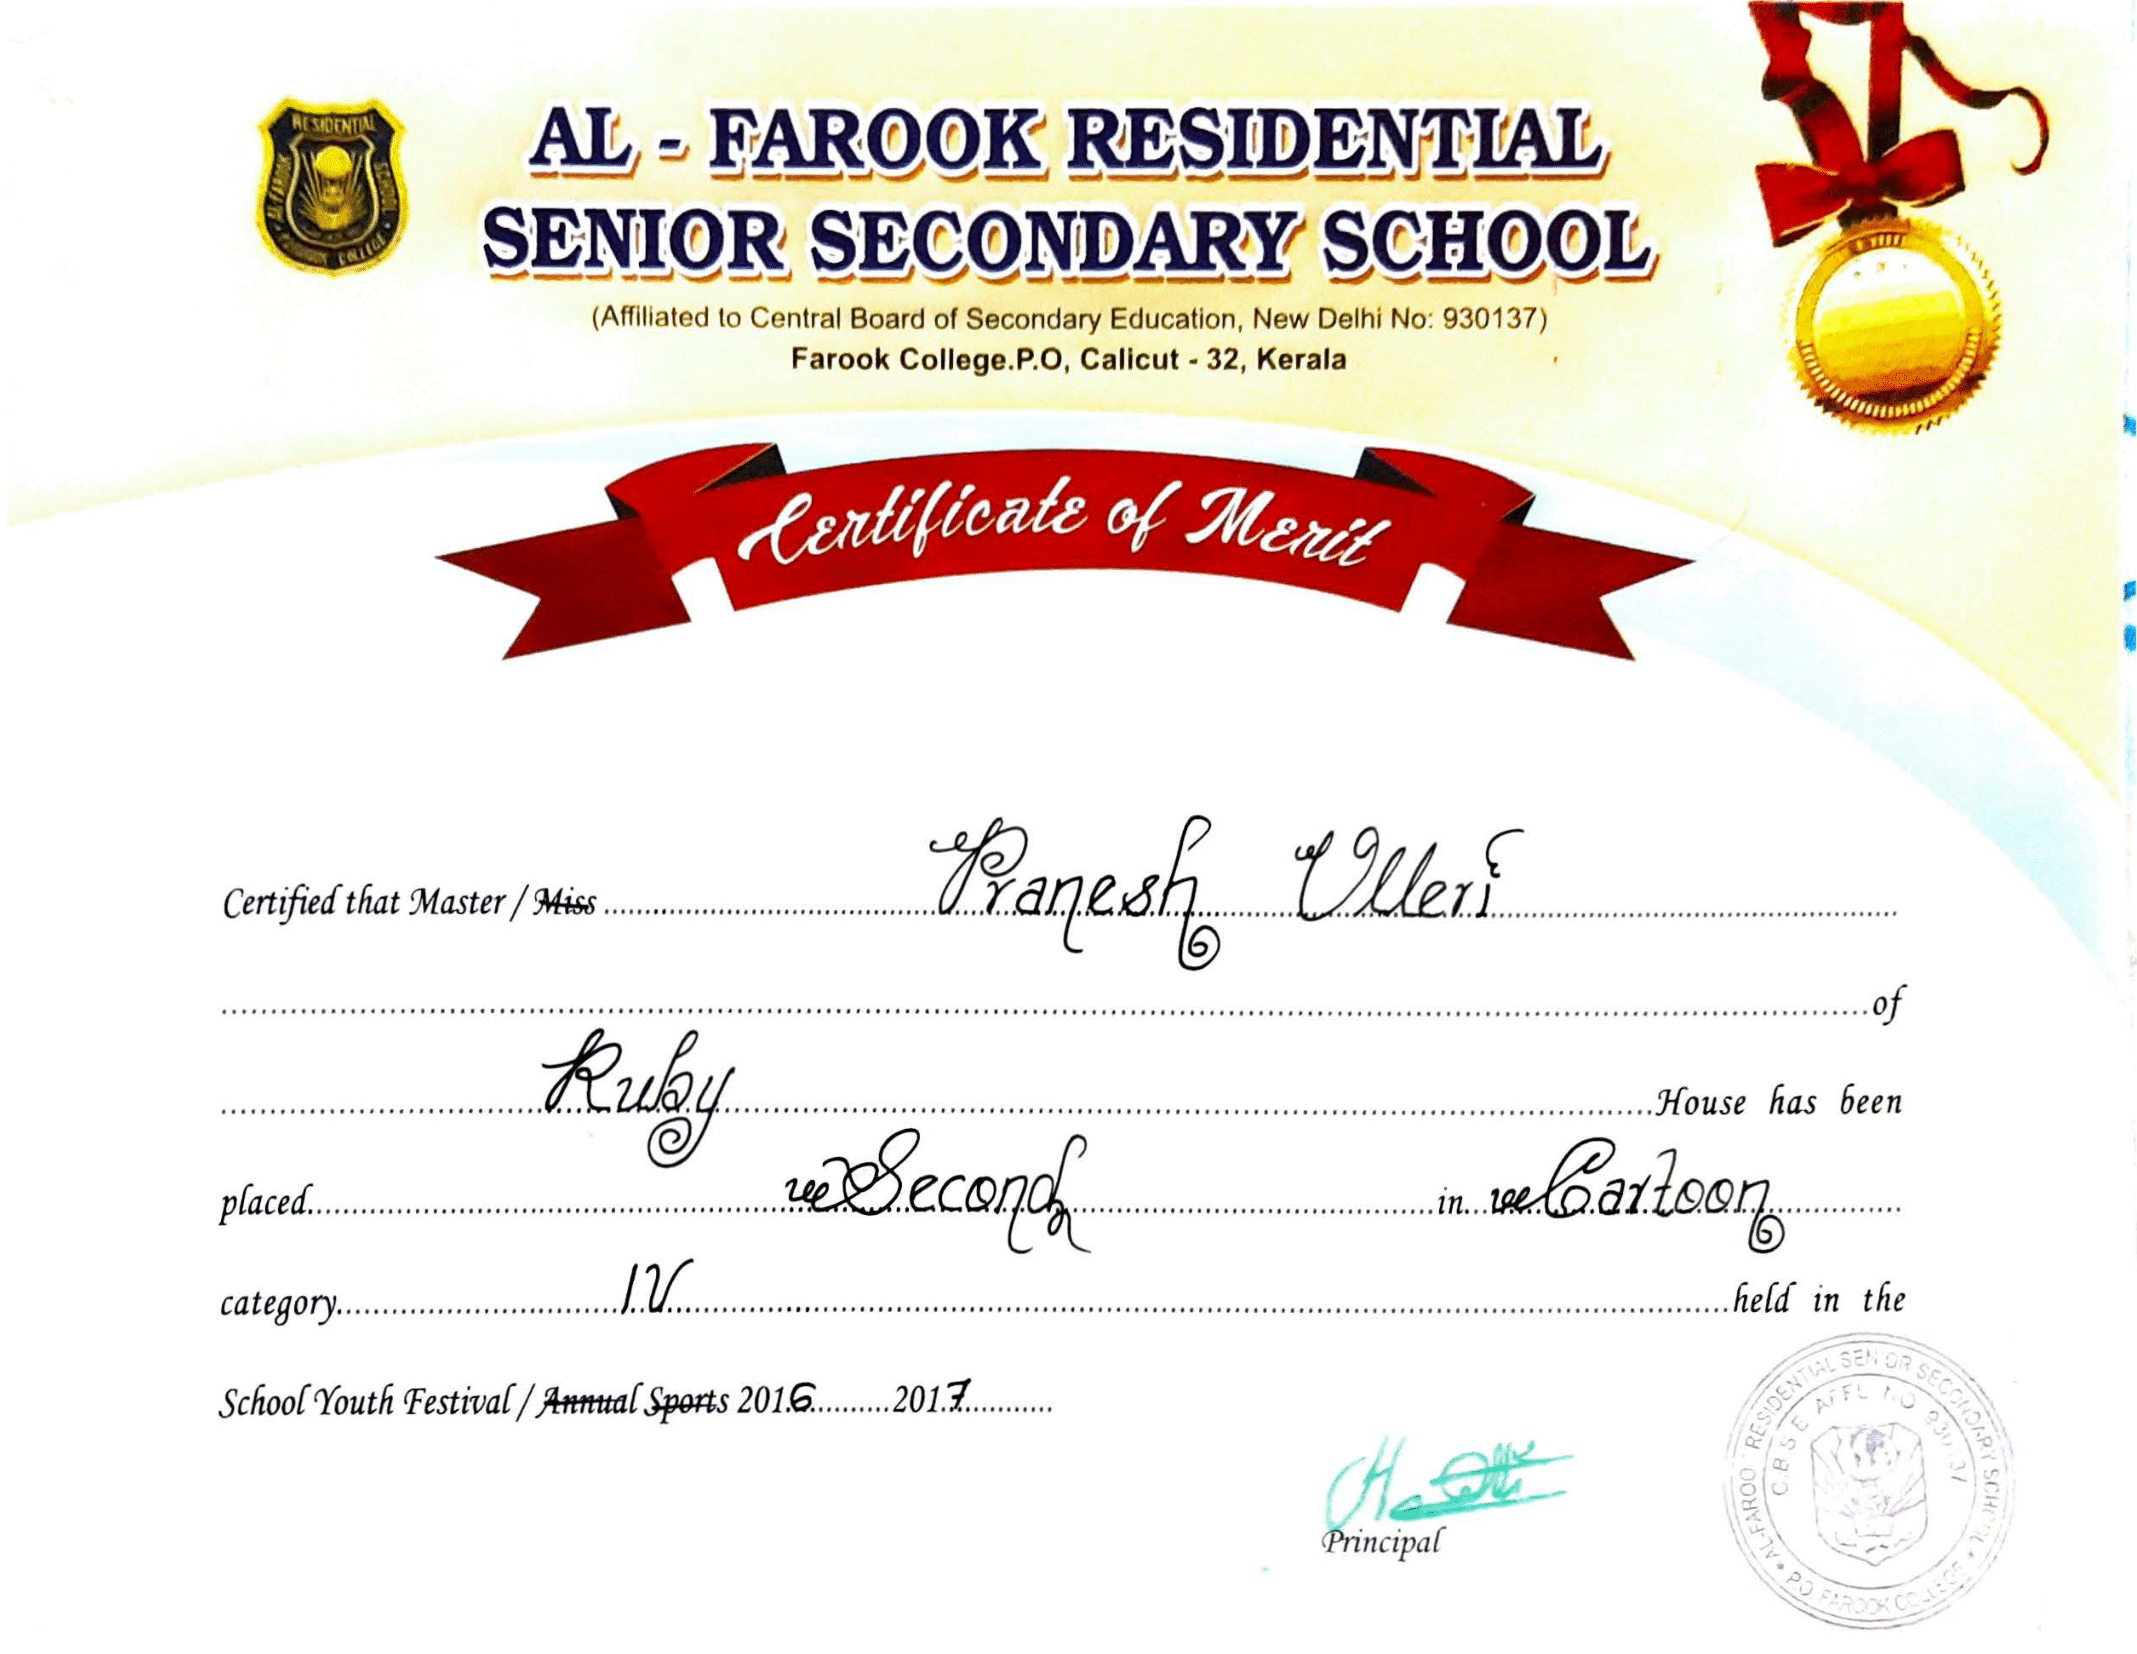 RESIDENTIAL
AL-FAROOK
SCHOOL
FAROOK COLLEGE
AL - FAROOK RESIDENTIAL
SENIOR SECONDARY SCHOOL
(Affiliated to Central Board of Secondary Education, New Delhi No: 930137)
Farook College.P.O, Calicut - 32, Kerala
Certificate of Merit
Certified that Master / Miss Pranesh Ulleri
of
Ruby House has been
placed Second in Cartoon
category IV held in the
School Youth Festival / Annual Sports 2016 2017
Principal
AL-FAROO RESIDENTIAL SENIOR SECONDARY SCHOOL
C.B.S.E AFFL NO 930137
P.O. FAROOK COLLEGE